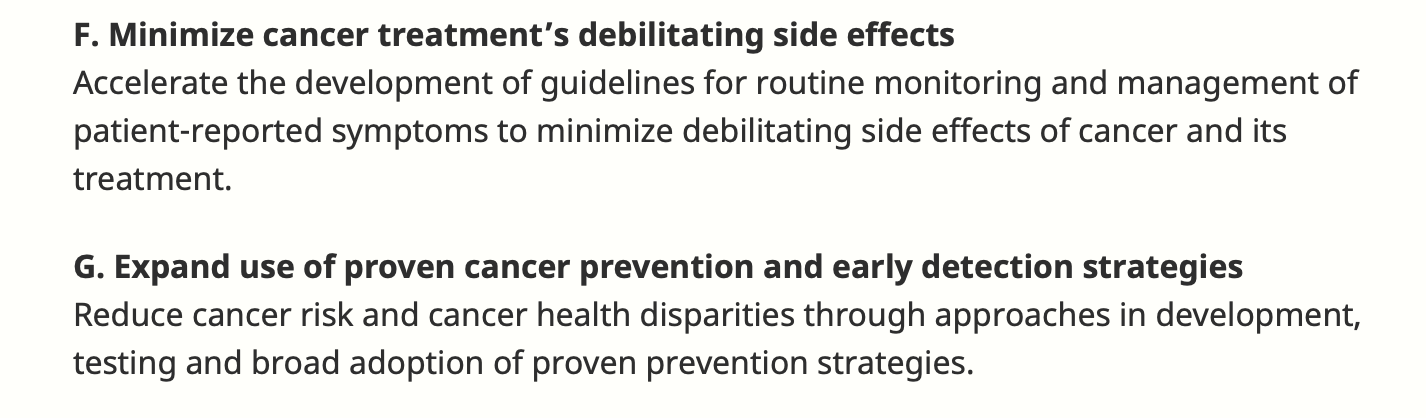 F. Minimize cancer treatment’s debilitating side effects
Accelerate the development of guidelines for routine monitoring and management of
patient-reported symptoms to minimize debilitating side effects of cancer and its
treatment.
G. Expand use of proven cancer prevention and early detection strategies
Reduce cancer risk and cancer health disparities through approaches in development,
testing and broad adoption of proven prevention strategies.